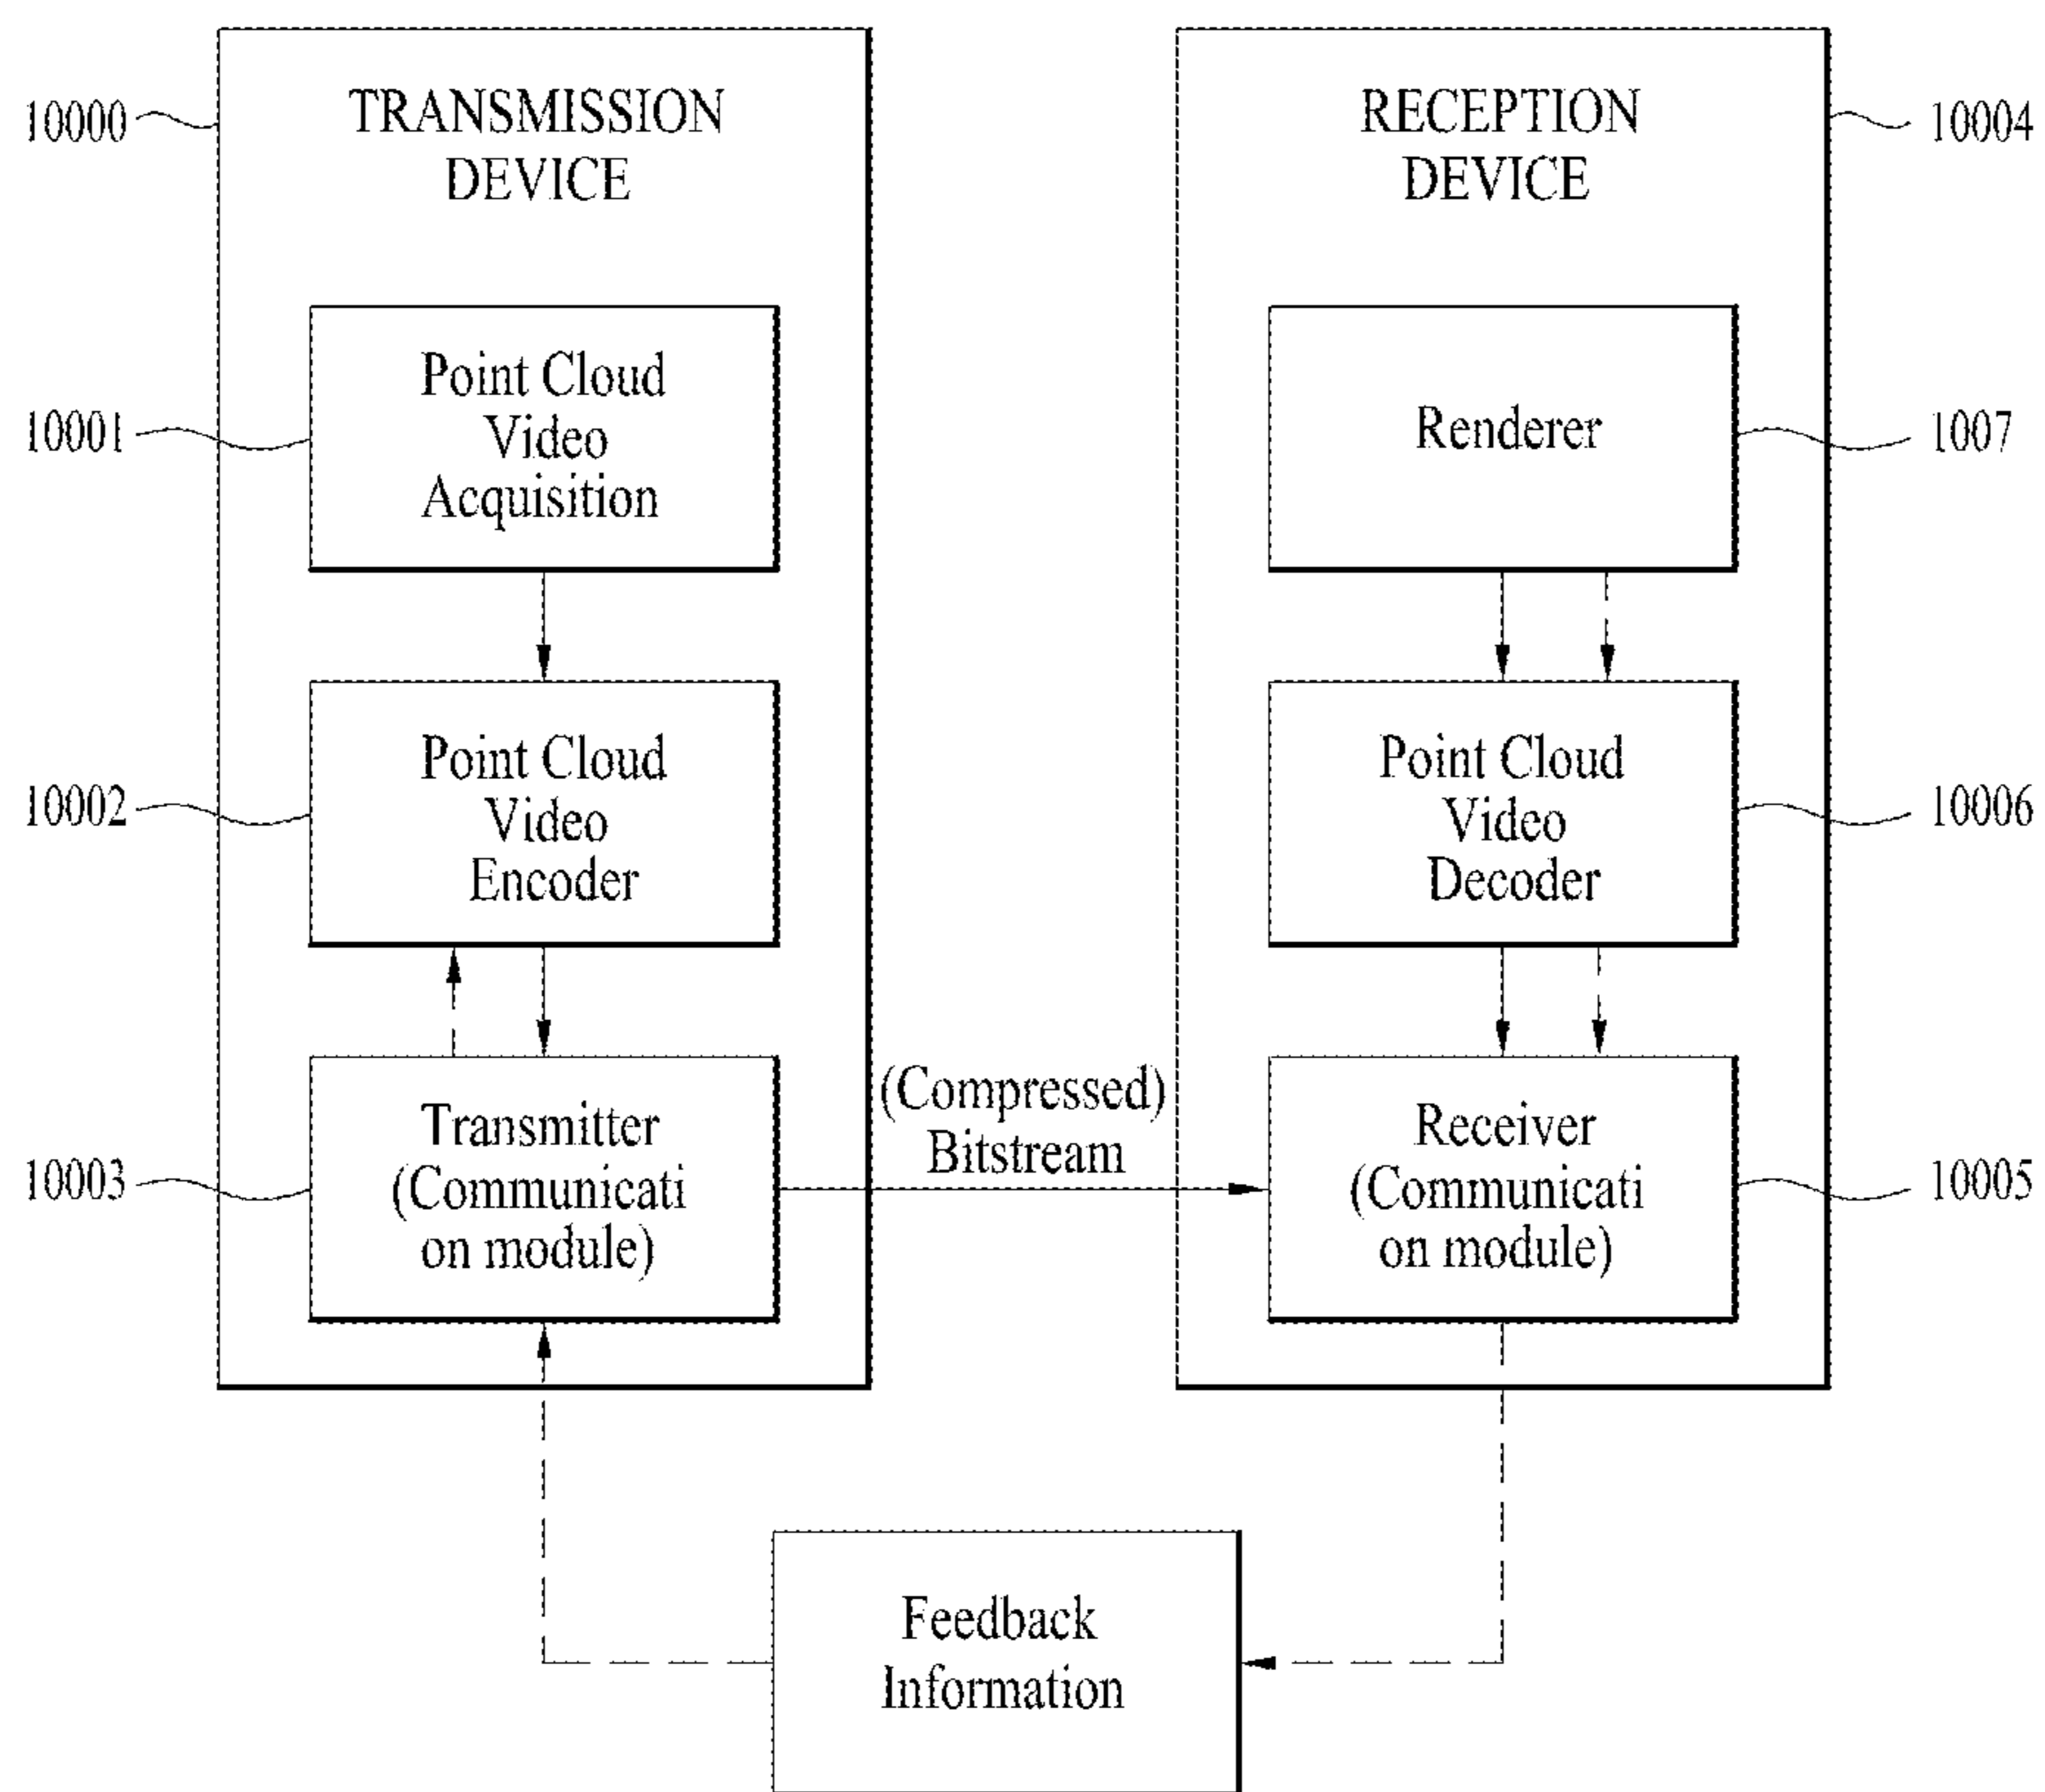 10000
TRANSMISSION
DEVICE
10001
Point Cloud
Video
Acquisition
10002
Point Cloud
Video
Encoder
10003
Transmitter
(Communicati
on module)
(Compressed)
Bitstream
RECEPTION
DEVICE
10004
Renderer
1007
Point Cloud
Video
Decoder
10006
Receiver
(Communicati
on module)
10005
Feedback
Information